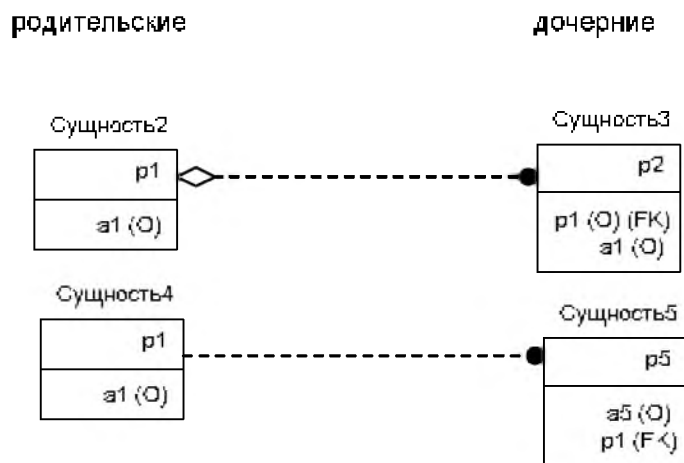 родительские
дочерние
Сущность2
p1
a1 (O)
Сущность3
p2
p1 (O) (FK)
a1 (O)
Сущность4
p1
a1 (O)
Сущность5
p5
a5 (O)
p1 (FK)